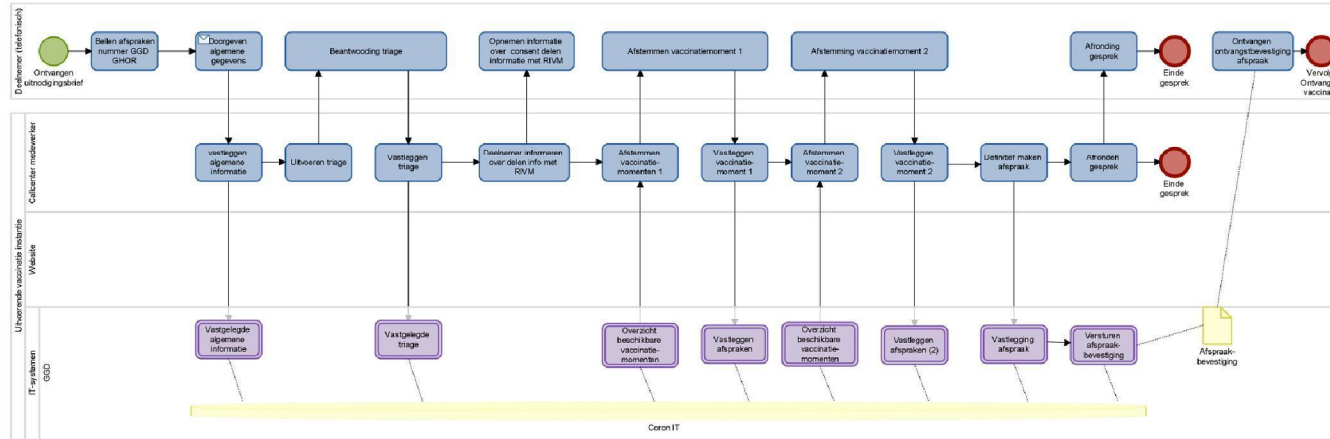 Deelnemer (telefonisch)
Ontvangen
uitnodigingsbrief
Bellen afspraken
nummer GGD
GHOR
Doorgeven
algemene
gegevens
Beantwooding triage
Opnemen informatie
over consent delen
informatie met RIVM
Afstemmen vaccinatiemoment 1
Afstemming vaccinatiemoment 2
Afronding
gesprek
Einde
gesprek
Ontvangen
ontvangstbevestiging
afspraak
Vervolg
Ontvang
vaccina
Uitvoerende vaccinatie instantie
Callcenter medewerker
vastleggen
algemene
informatie
Uitvoeren triage
Vastleggen
triage
Deelnemer informeren
over delen info met
RIVM
Afstemmen
vaccinatie-
momenten 1
Vastleggen
vaccinatie-
moment 1
Afstemmen
vaccinatie-
moment 2
Vastleggen
vaccinatie-
moment 2
Definitief maken
afspraak
Afronden
gesprek
Einde
gesprek
Website
IT-systemen
GGD
Vastgelegde
algemene
informatie
Vastgelegde
triage
Overzicht
beschikbare
vaccinatie-
momenten
Vastleggen
afspraken
Overzicht
beschikbare
vaccinatie-
momenten
Vastleggen
afspraken (2)
Vastlegging
afspraak
Versturen
afspraak-
bevestiging
Afspraak-
bevestiging
Coron IT